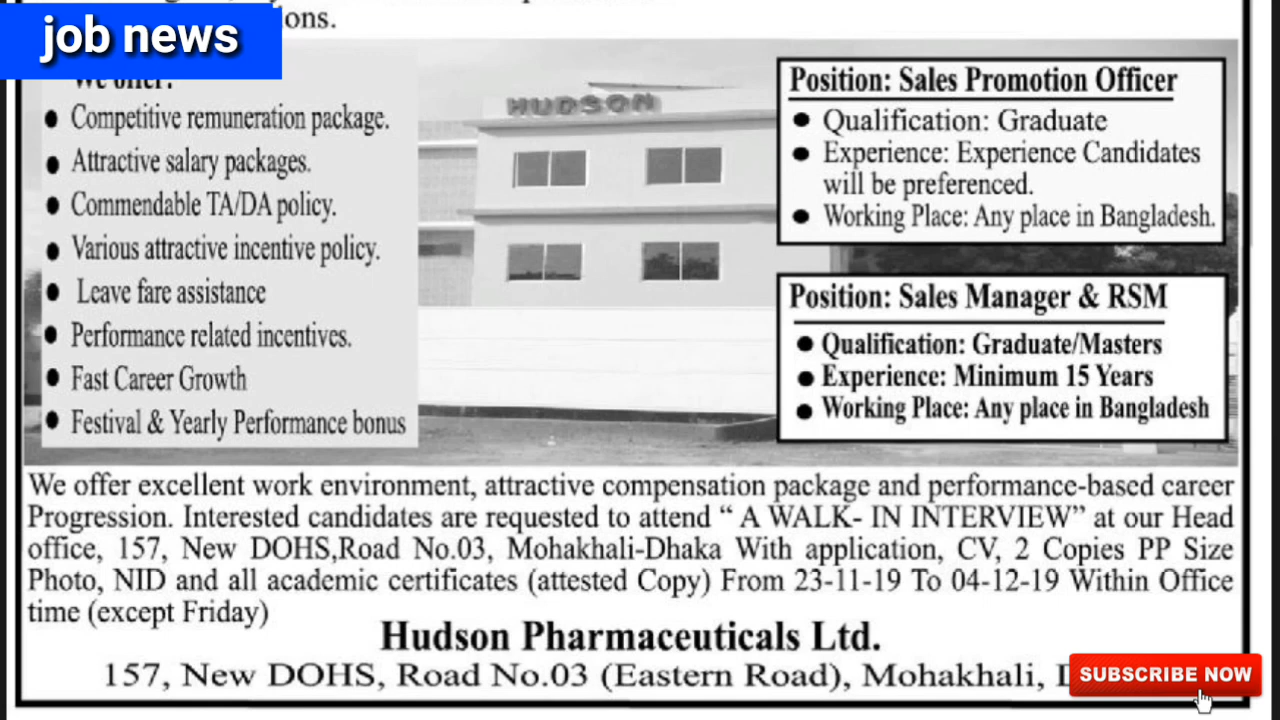 ions.
job news
We offer:
Competitive remuneration package.
Attractive salary packages.
Commendable TA/DA policy.
Various attractive incentive policy.
Leave fare assistance
Performance related incentives.
Fast Career Growth
Festival & Yearly Performance bonus
HUDSON
Position: Sales Promotion Officer
Qualification: Graduate
Experience: Experience Candidates
will be preferenced.
Working Place: Any place in Bangladesh.
Position: Sales Manager & RSM
Qualification: Graduate/Masters
Experience: Minimum 15 Years
Working Place: Any place in Bangladesh
We offer excellent work environment, attractive compensation package and performance-based career
Progression. Interested candidates are requested to attend “ A WALK- IN INTERVIEW” at our Head
office, 157, New DOHS,Road No.03, Mohakhali-Dhaka With application, CV, 2 Copies PP Size
Photo, NID and all academic certificates (attested Copy) From 23-11-19 To 04-12-19 Within Office
time (except Friday)
Hudson Pharmaceuticals Ltd.
157, New DOHS, Road No.03 (Eastern Road), Mohakhali,
SUBSCRIBE NOW